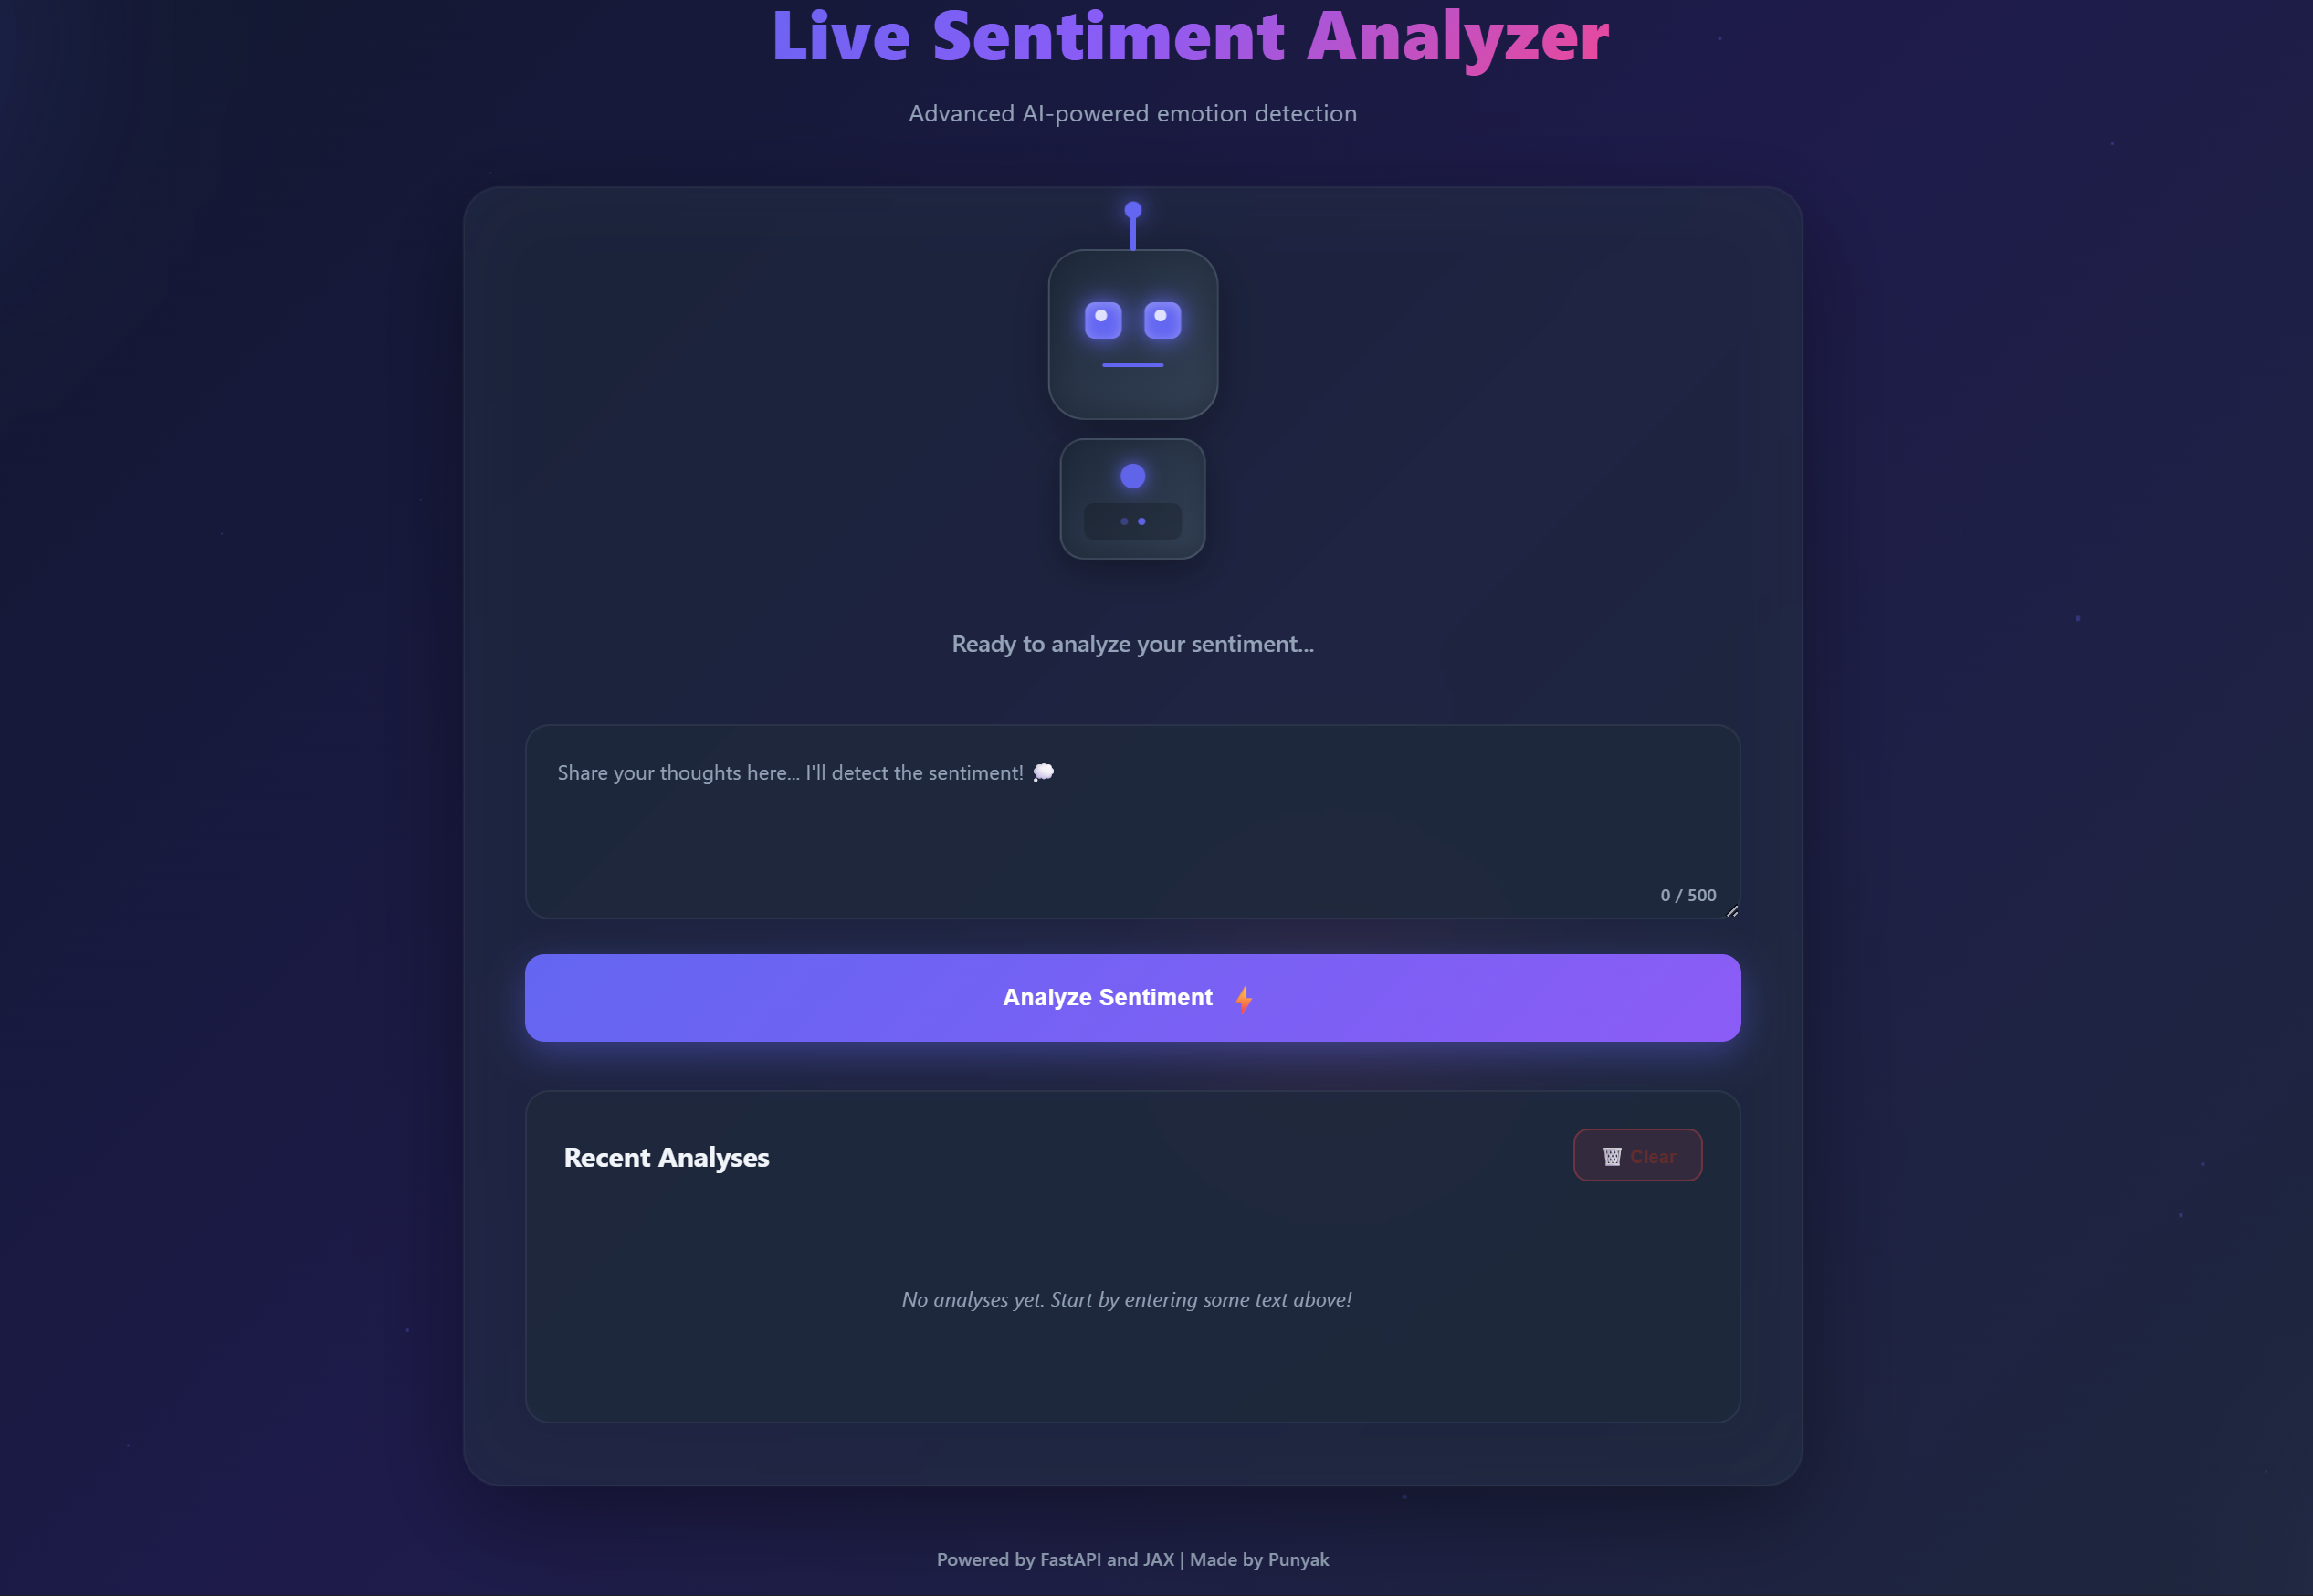 Live Sentiment Analyzer
Advanced AI-powered emotion detection
Ready to analyze your sentiment...
Share your thoughts here... I'll detect the sentiment! 💭
0 / 500
Analyze Sentiment ⚡
Recent Analyses
🗑️ Clear
No analyses yet. Start by entering some text above!
Powered by FastAPI and JAX | Made by Punyak